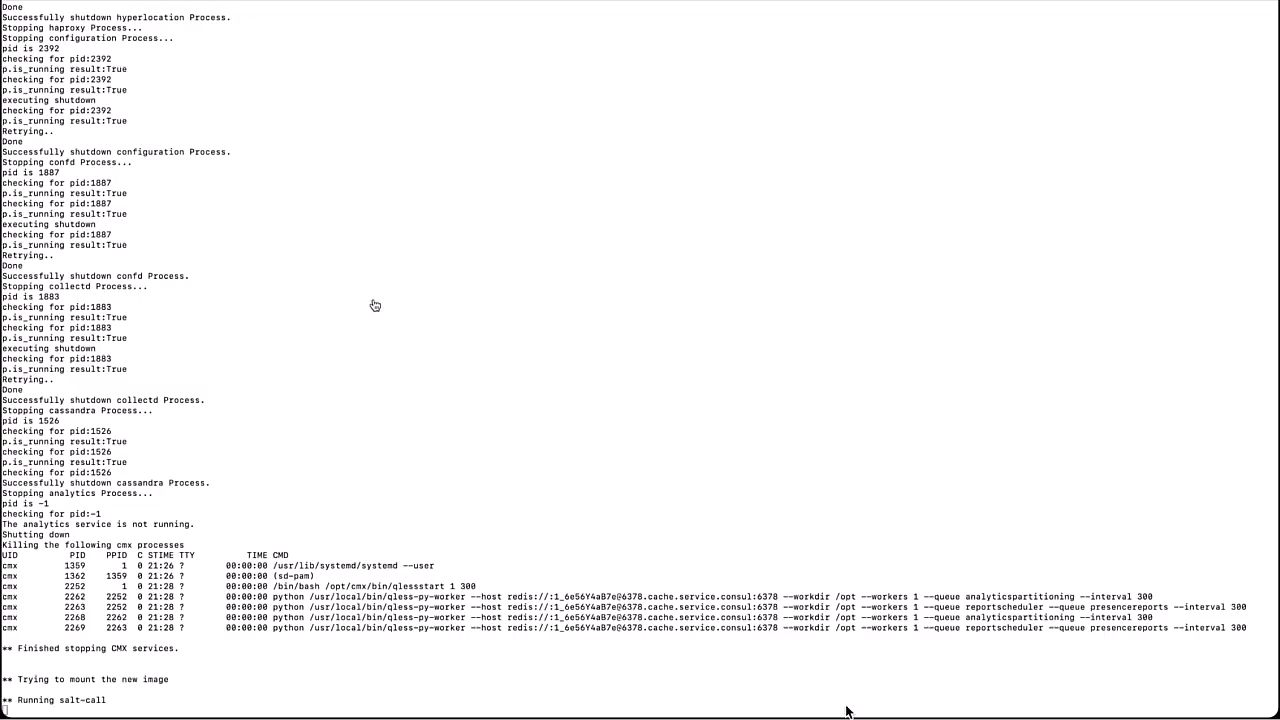 Done
Successfully shutdown hyperlocation Process.
Stopping haproxy Process...
Stopping configuration Process...
pid is 2392
checking for pid:2392
p.is_running result:True
checking for pid:2392
p.is_running result:True
executing shutdown
checking for pid:2392
p.is_running result:True
Retrying..
Done
Successfully shutdown configuration Process.
Stopping confd Process...
pid is 1887
checking for pid:1887
p.is_running result:True
checking for pid:1887
p.is_running result:True
executing shutdown
checking for pid:1887
p.is_running result:True
Retrying..
Done
Successfully shutdown confd Process.
Stopping collectd Process...
pid is 1883
checking for pid:1883
p.is_running result:True
checking for pid:1883
p.is_running result:True
executing shutdown
checking for pid:1883
p.is_running result:True
Retrying..
Done
Successfully shutdown collectd Process.
Stopping cassandra Process...
pid is 1526
checking for pid:1526
p.is_running result:True
checking for pid:1526
p.is_running result:True
checking for pid:1526
Successfully shutdown cassandra Process.
Stopping analytics Process...
pid is -1
checking for pid:-1
The analytics service is not running.
Shutting down
Killing the following cmx processes
UID PID PPID C STIME TTY TIME CMD
cmx 1359 1 0 21:26 ? 00:00:00 /usr/lib/systemd/systemd --user
cmx 1362 1359 0 21:26 ? 00:00:00 (sd-pam)
cmx 2252 1 0 21:28 ? 00:00:00 /bin/bash /opt/cmx/bin/qlessstart 1 300
cmx 2262 2252 0 21:28 ? 00:00:00 python /usr/local/bin/qless-py-worker --host redis://:1_6e56Y4aB7e@6378.cache.service.consul:6378 --workdir /opt --workers 1 --queue analyticspartitioning --interval 300
cmx 2263 2252 0 21:28 ? 00:00:00 python /usr/local/bin/qless-py-worker --host redis://:1_6e56Y4aB7e@6378.cache.service.consul:6378 --workdir /opt --workers 1 --queue reportscheduler --queue presencereports --interval 300
cmx 2268 2262 0 21:28 ? 00:00:00 python /usr/local/bin/qless-py-worker --host redis://:1_6e56Y4aB7e@6378.cache.service.consul:6378 --workdir /opt --workers 1 --queue analyticspartitioning --interval 300
cmx 2269 2263 0 21:28 ? 00:00:00 python /usr/local/bin/qless-py-worker --host redis://:1_6e56Y4aB7e@6378.cache.service.consul:6378 --workdir /opt --workers 1 --queue reportscheduler --queue presencereports --interval 300
** Finished stopping CMX services.
** Trying to mount the new image
** Running salt-call